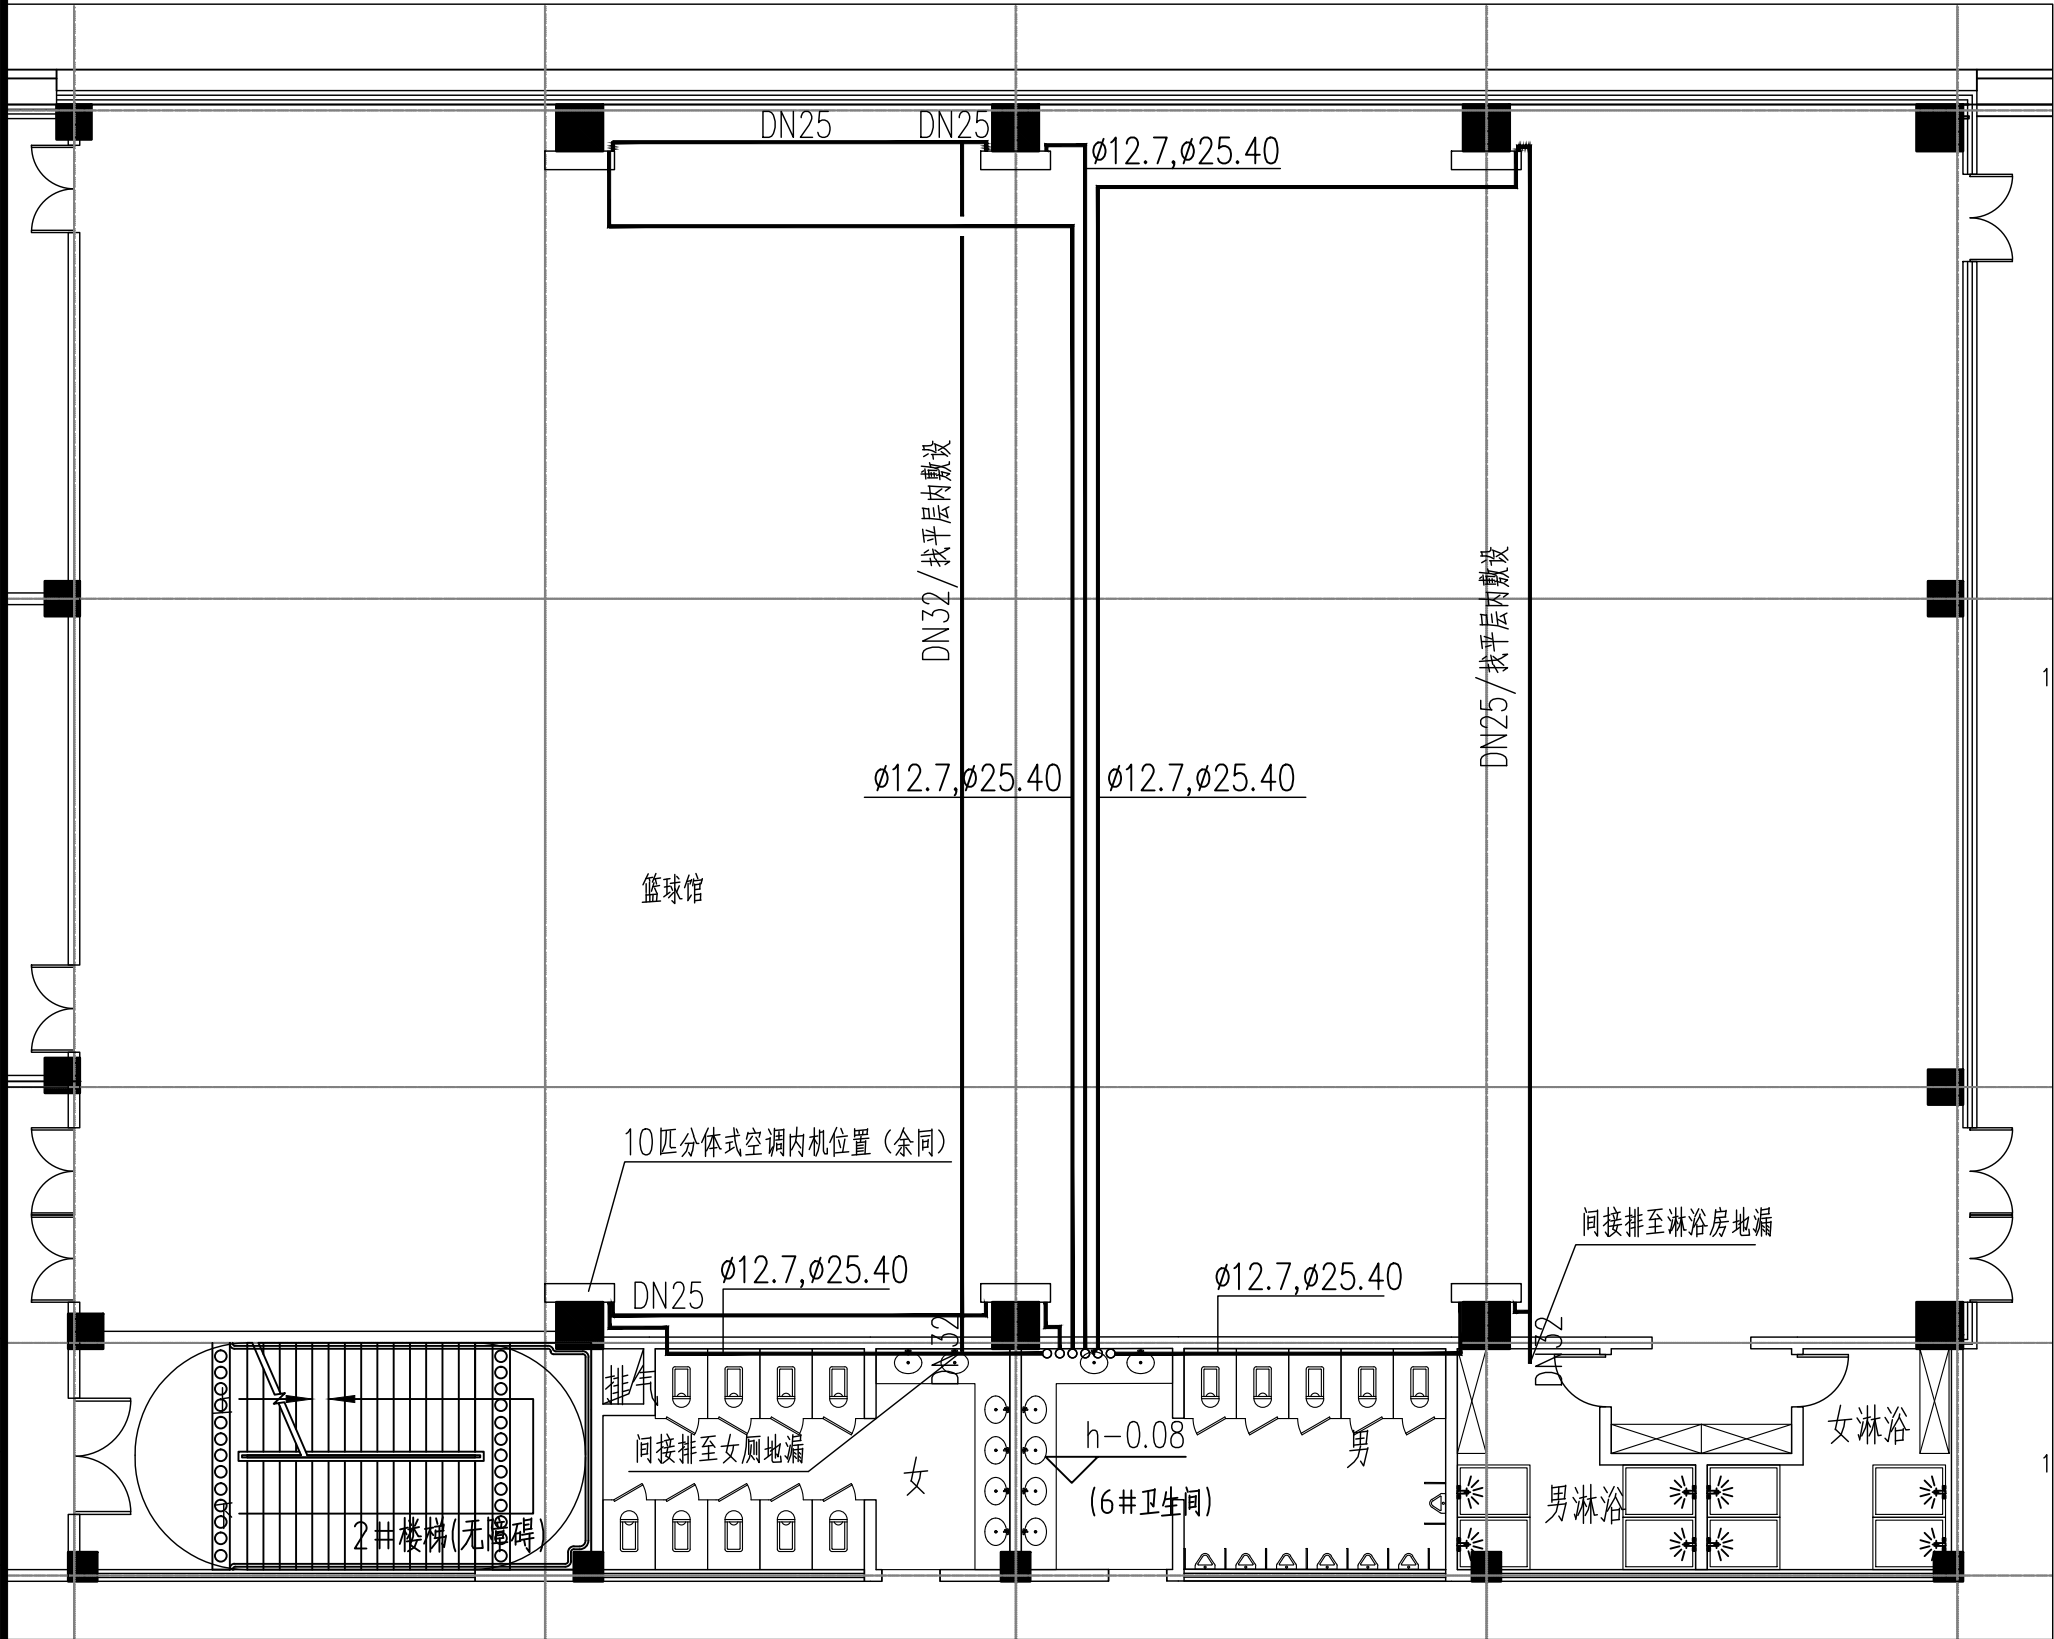 DN25
DN25
ø12.7,ø25.40
DN32/找平层内敷设
DN25/找平层内敷设
1
ø12.7,ø25.40
ø12.7,ø25.40
篮球馆
10匹分体式空调内机位置（余同）
间接排至淋浴房地漏
ø12.7,ø25.40
ø12.7,ø25.40
DN25
DN32
DN32
排气
上
h-0.08
男
女淋浴
间接排至女厕地漏
女
1
(6#卫生间)
男淋浴
2#楼梯(无障碍)